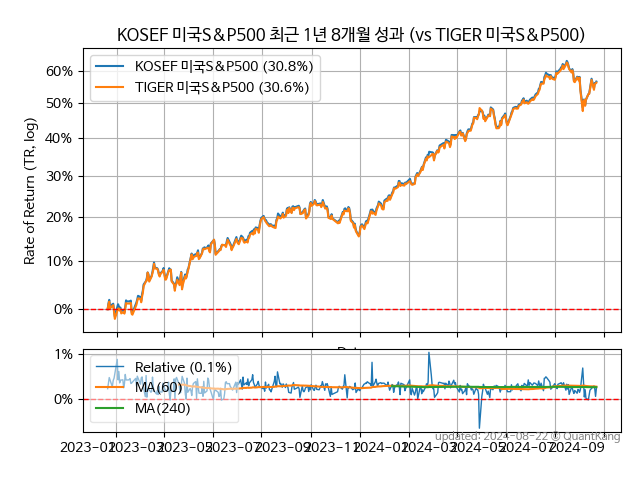 KOSEF 미국S&P500 최근 1년 8개월 성과 (vs TIGER 미국S&P500)
KOSEF 미국S&P500 (30.8%)
TIGER 미국S&P500 (30.6%)
Rate of Return (TR, log)
60%
50%
40%
30%
20%
10%
0%
1%
0%
Relative (0.1%)
MA(60)
MA(240)
updated: 2024-08-22 © QuantKang
2023-01 2023-03 2023-05 2023-07 2023-09 2023-11 2024-01 2024-03 2024-05 2024-07 2024-09